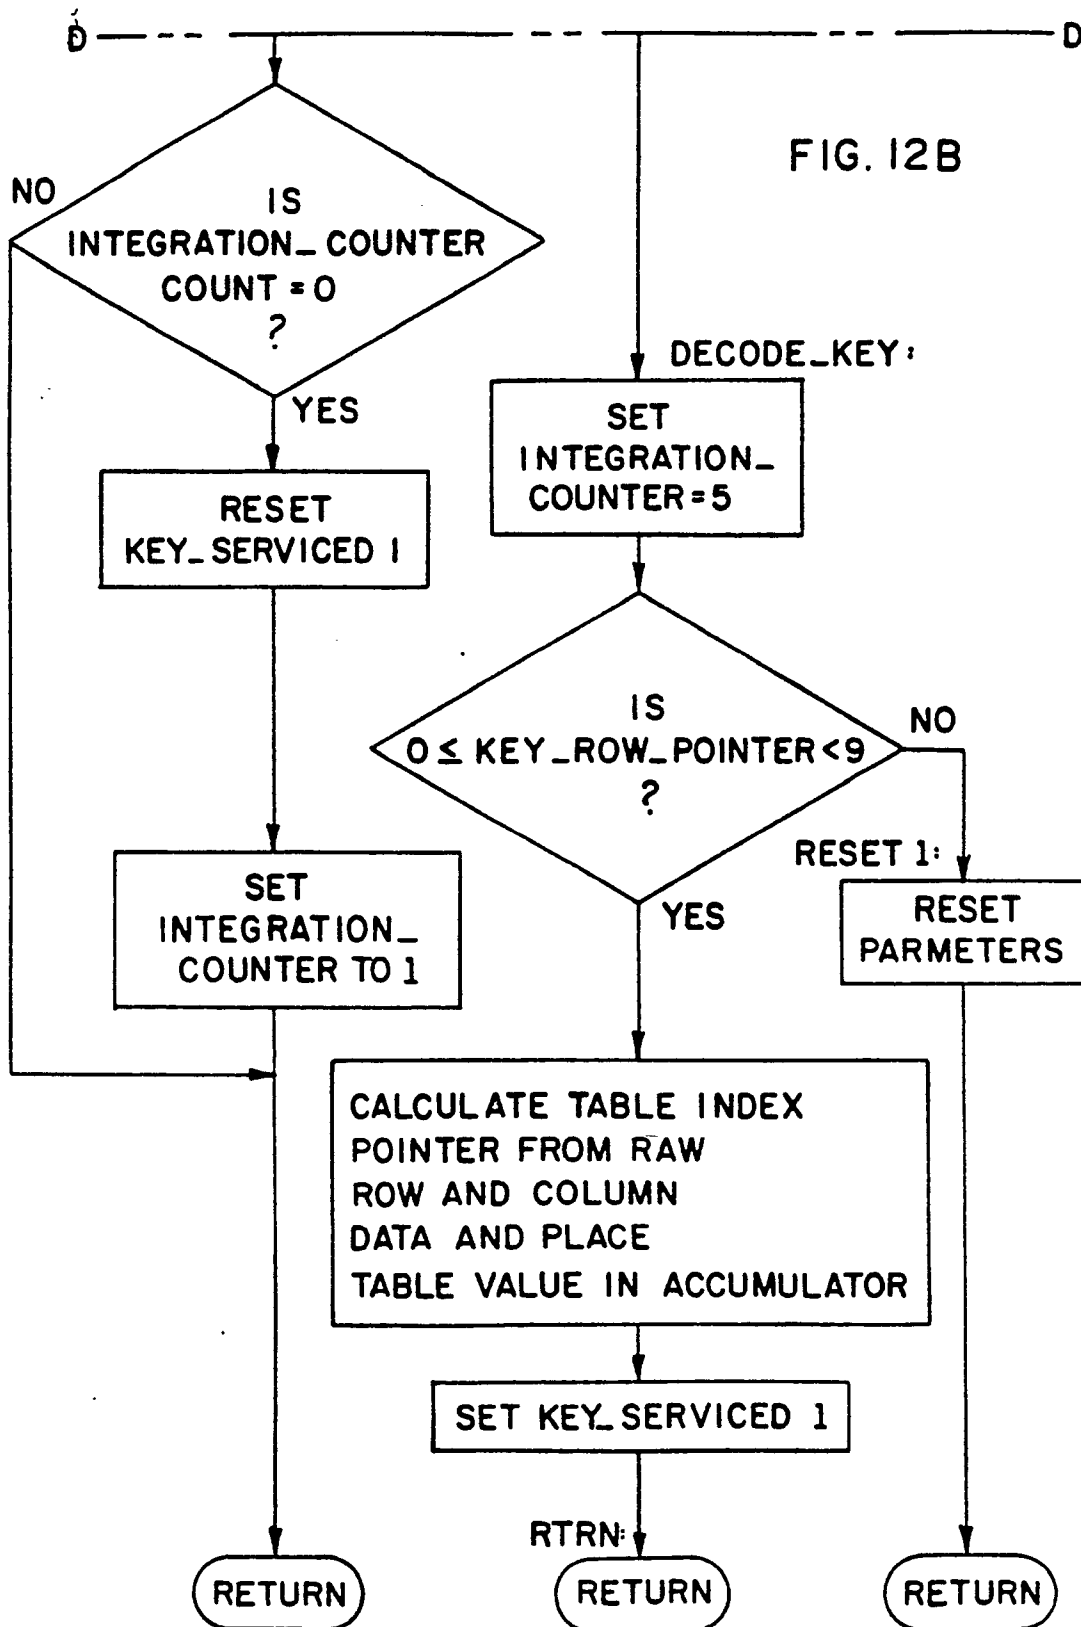 D
D
FIG. 12B
NO
IS
INTEGRATION_COUNTER
COUNT=0
?
YES
RESET
KEY_SERVICED 1
SET
INTEGRATION_
COUNTER TO 1
RETURN
DECODE_KEY:
SET
INTEGRATION_
COUNTER=5
IS
0≤KEY_ROW_POINTER<9
?
NO
YES
RESET 1:
RESET
PARMETERS
CALCULATE TABLE INDEX
POINTER FROM RAW
ROW AND COLUMN
DATA AND PLACE
TABLE VALUE IN ACCUMULATOR
SET KEY_SERVICED 1
RTRN:
RETURN
RETURN